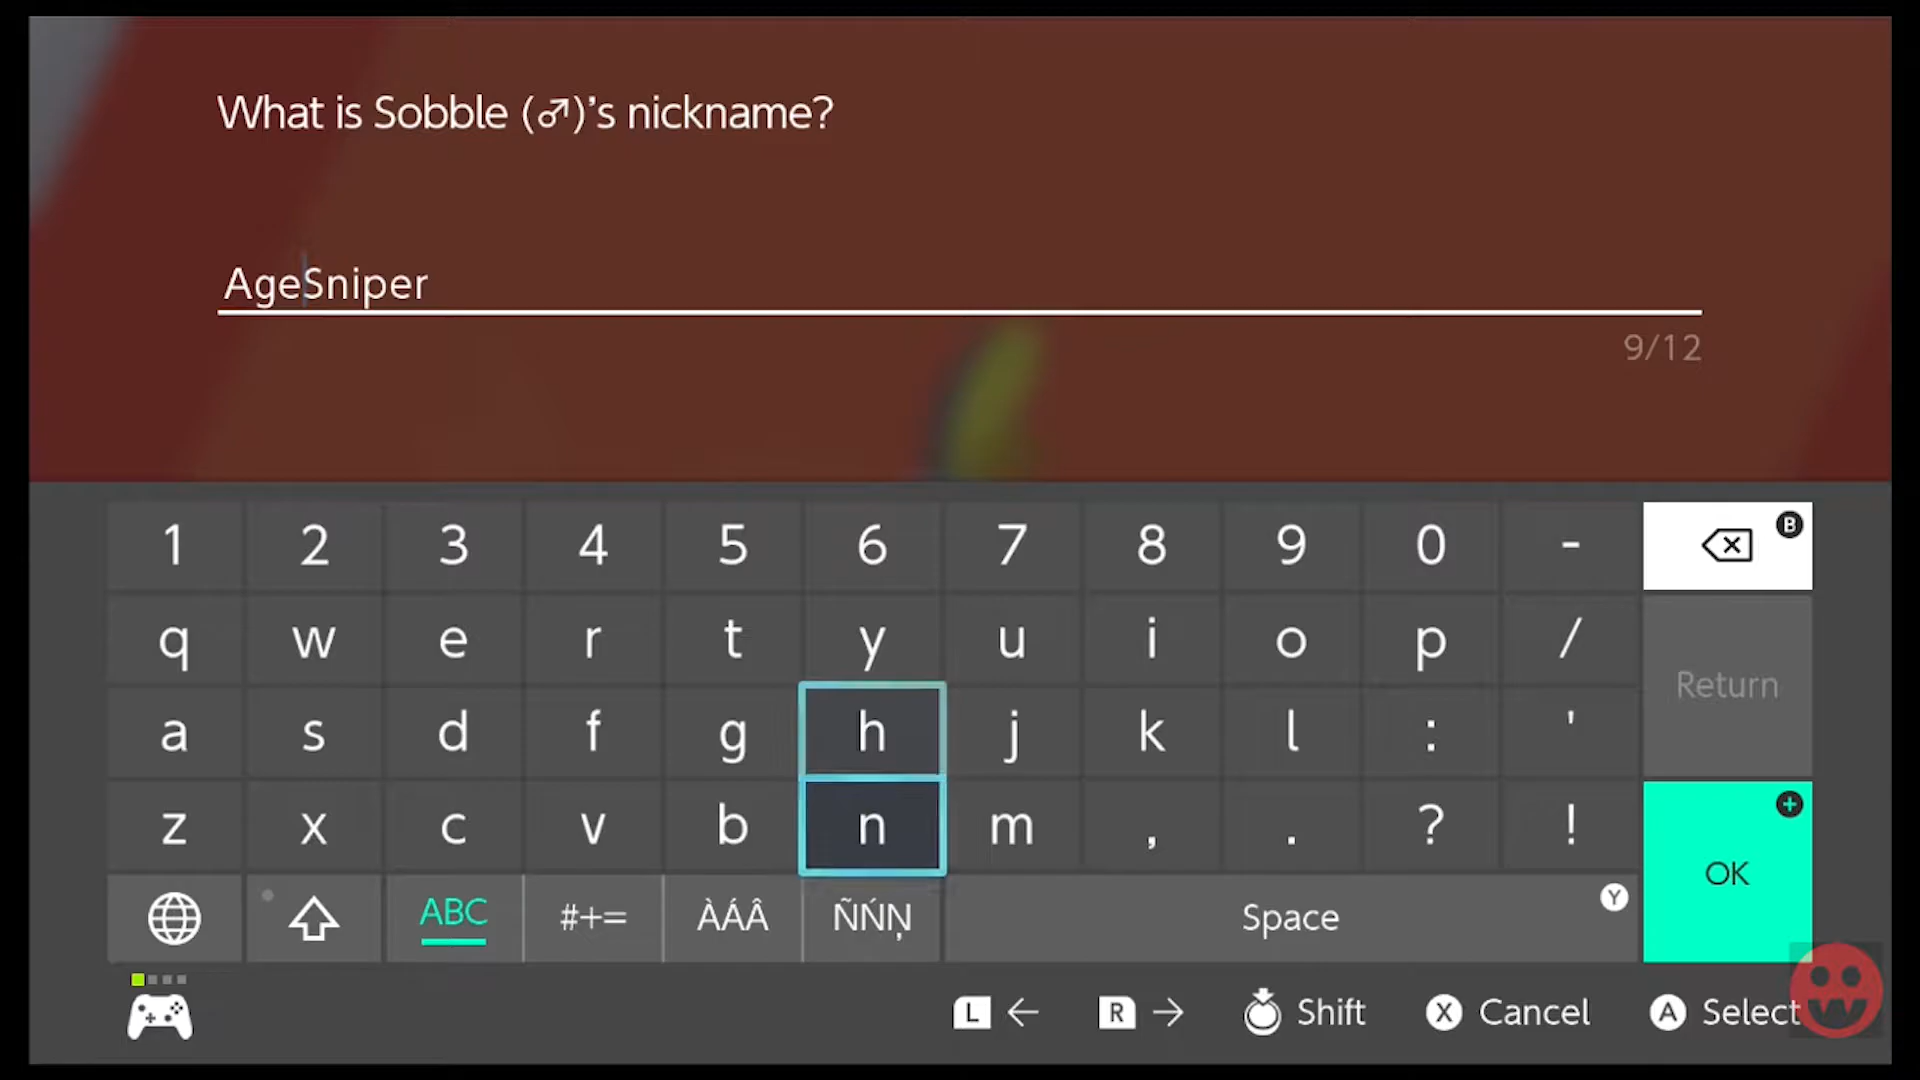 What is Sobble (♂)'s nickname?
AgeSniper
9/12
1 2 3 4 5 6 7 8 9 0 - B
q w e r t y u i o p / Return
a s d f g h j k l : '
z x c v b n m , . ? ! + OK
ABC #+= ÀÁÂ ÑŃŅ Space Y
L ← R → Shift X Cancel A Select